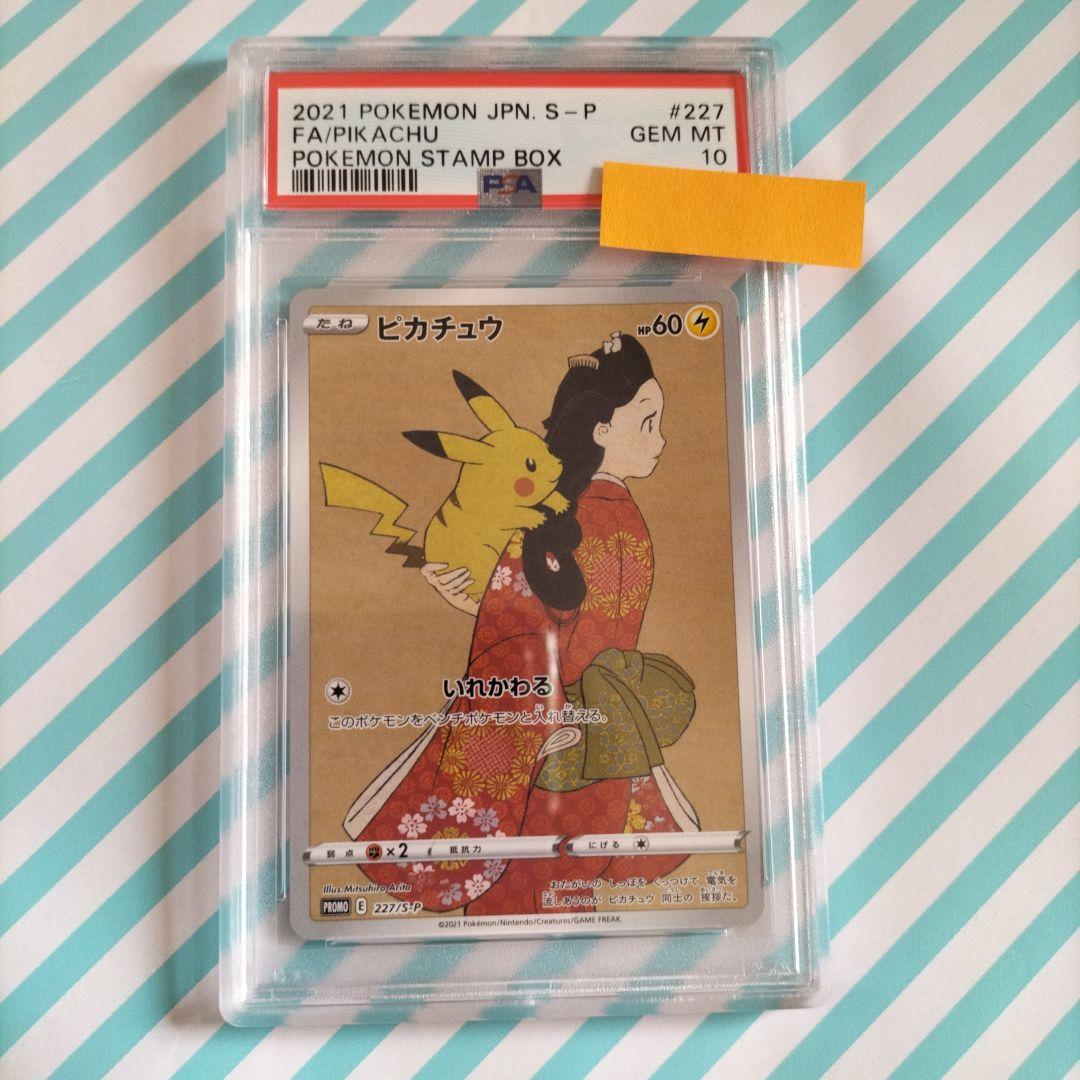 2021 POKEMON JPN. S-P #227
FA/PIKACHU GEM MT
POKEMON STAMP BOX 10
PSA
たね ピカチュウ HP60
いれかわる
このポケモンをベンチポケモンと入れ替える。
弱点 ×2 抵抗力 にげる
Illus.Mitsuhiro Arita
おたがいの しっぽを くっつけて 電気を
流しあうのが ピカチュウ 同士の 挨拶だ。
PROMO E 227/S-P
©2021 Pokémon/Nintendo/Creatures/GAME FREAK.